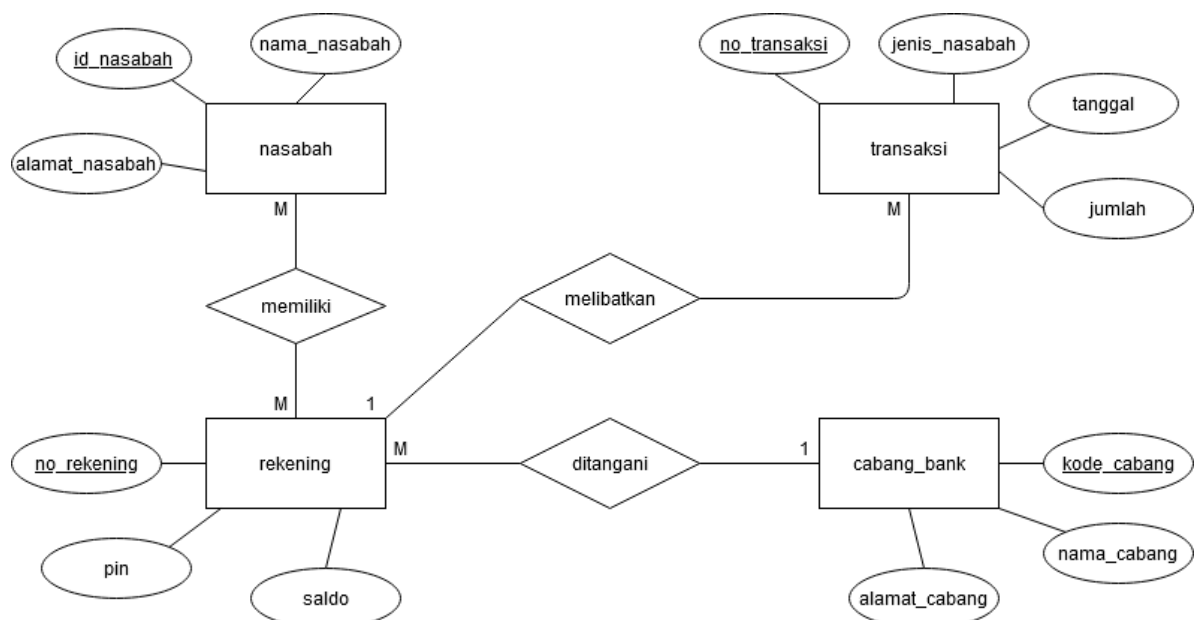 nama_nasabah
id_nasabah
alamat_nasabah
nasabah
no_transaksi
jenis_nasabah
tanggal
transaksi
jumlah
M
M
memiliki
melibatkan
M
1
no_rekening
rekening
M
ditangani
1
cabang_bank
kode_cabang
pin
saldo
nama_cabang
alamat_cabang